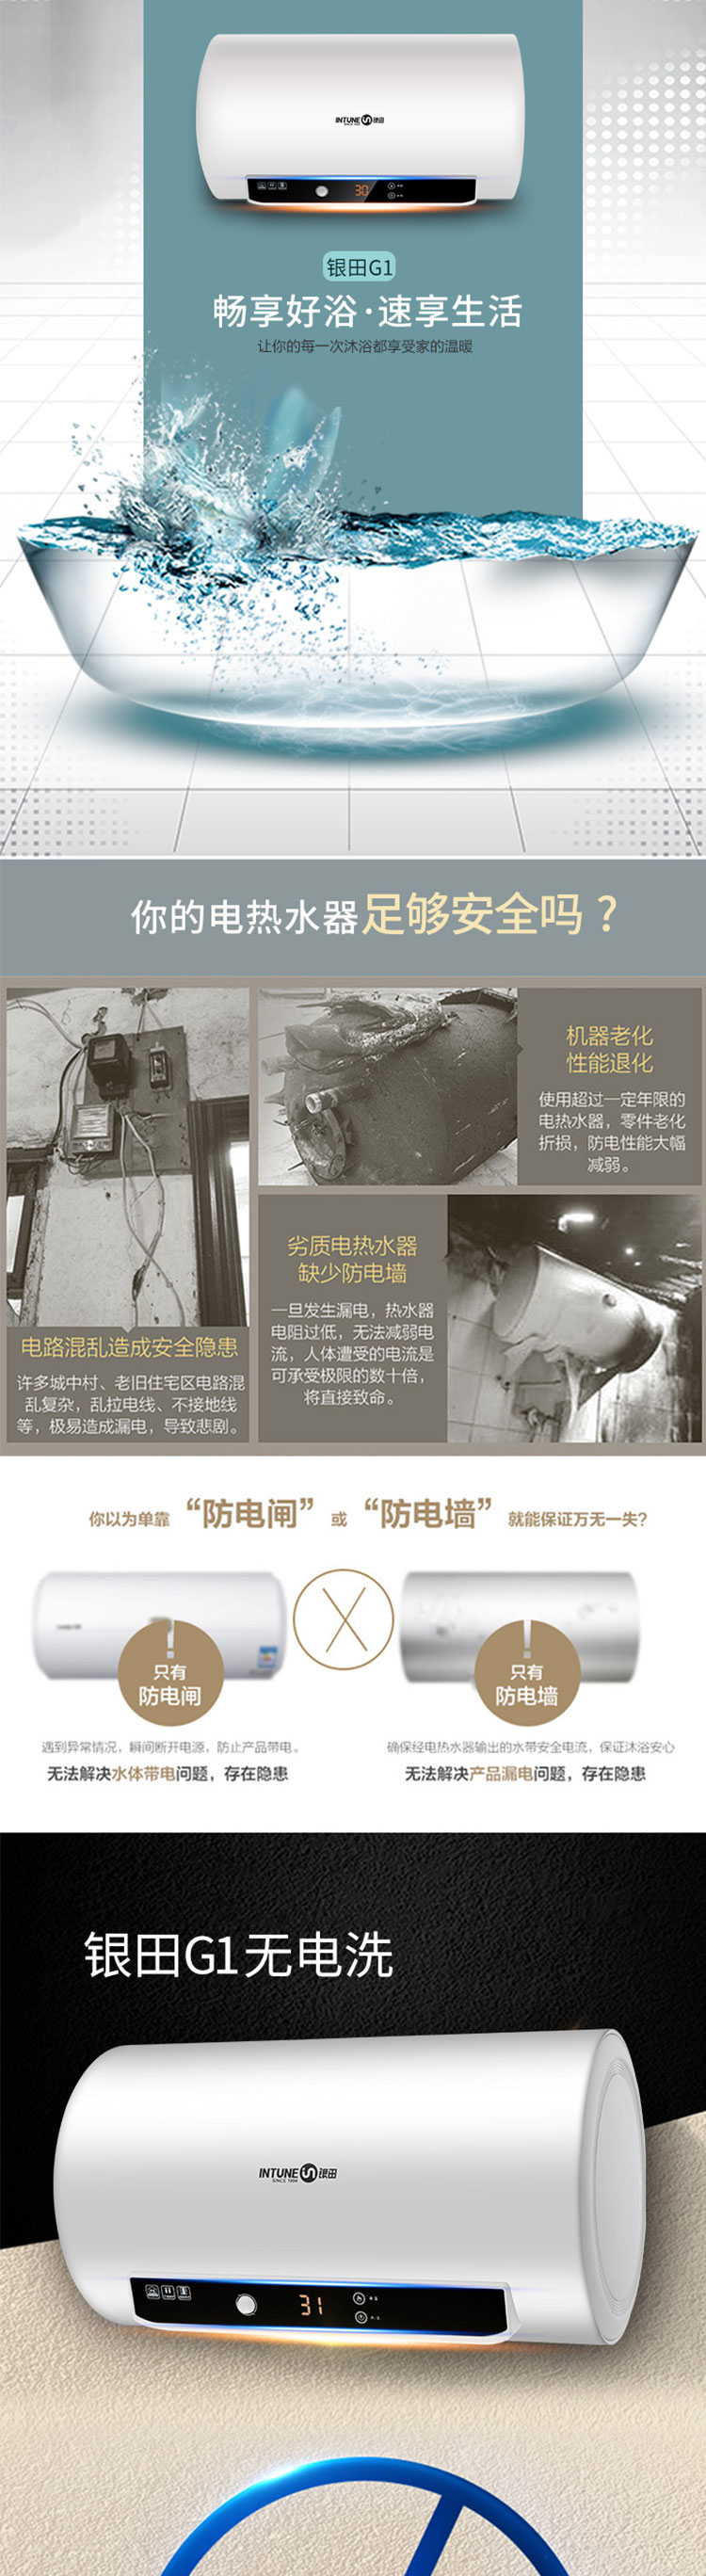 INTUNE 银田
30
银田G1
畅享好浴·速享生活
让你的每一次沐浴都享受家的温暖
你的电热水器足够安全吗？
机器老化
性能退化
使用超过一定年限的
电热水器，零件老化
折损，防电性能大幅
减弱。
劣质电热水器
缺少防电墙
一旦发生漏电，热水器
电阻过低，无法减弱电
流，人体遭受的电流是
可承受极限的数十倍，
将直接致命。
电路混乱造成安全隐患
许多城中村、老旧住宅区电路混
乱复杂，乱拉电线、不接地线
等，极易造成漏电，导致悲剧。
你以为单靠“防电闸”或“防电墙”就能保证万无一失?
!
只有
防电闸
!
只有
防电墙
遇到异常情况，瞬间断开电源，防止产品带电。
无法解决水体带电问题，存在隐患
确保经电热水器输出的水带安全电流，保证沐浴安心
无法解决产品漏电问题，存在隐患
银田G1无电洗
INTUNE 银田
31